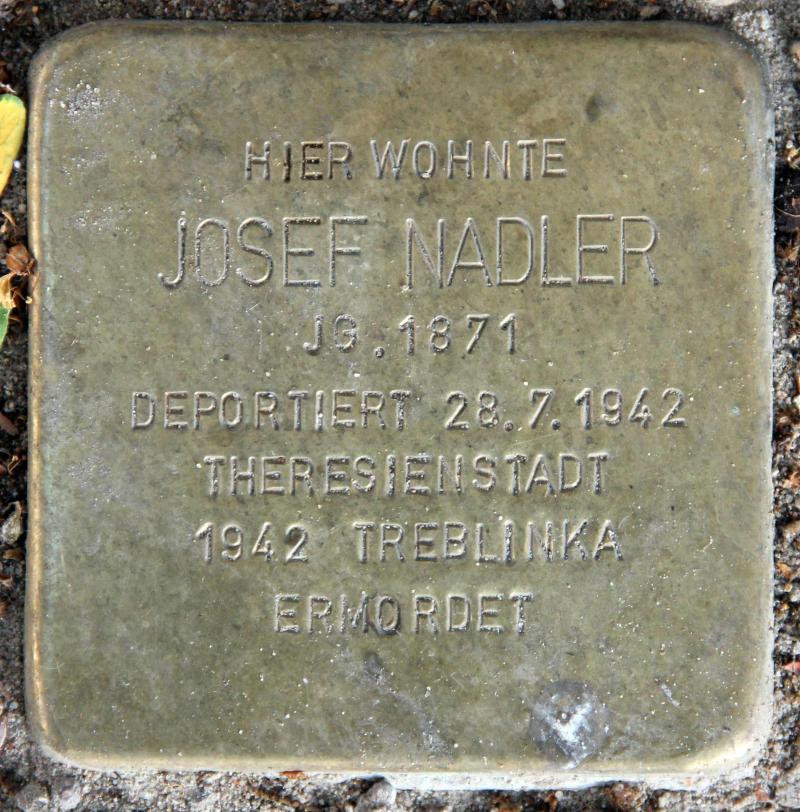 HIER WOHNTE
JOSEF NADLER
JG. 1871
DEPORTIERT 28.7.1942
THERESIENSTADT
1942 TREBLINKA
ERMORDET